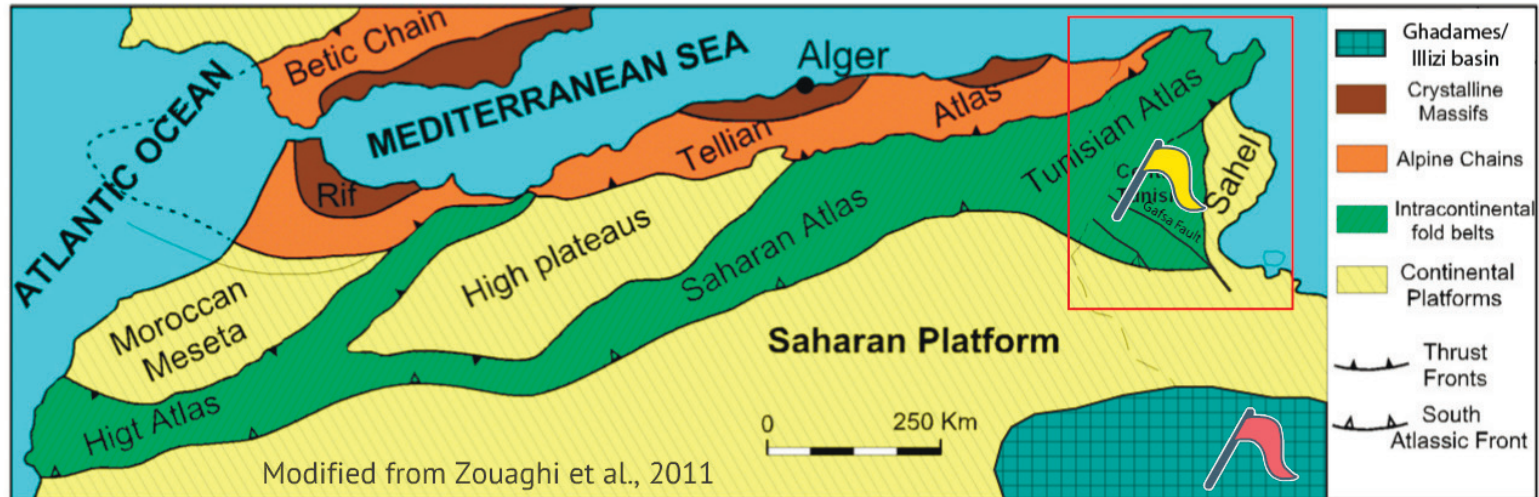 Betic Chain
ATLANTIC OCEAN
MEDITERRANEAN SEA
Alger
Rif
Tellian
Atlas
Tunisian Atlas
Sahel
Gafsa Fault
Moroccan
Meseta
High plateaus
Saharan Atlas
Higt Atlas
Saharan Platform
0
250 Km
Modified from Zouaghi et al., 2011
Ghadames/
Illizi basin
Crystalline
Massifs
Alpine Chains
Intracontinental
fold belts
Continental
Platforms
Thrust
Fronts
South
Atlassic Front